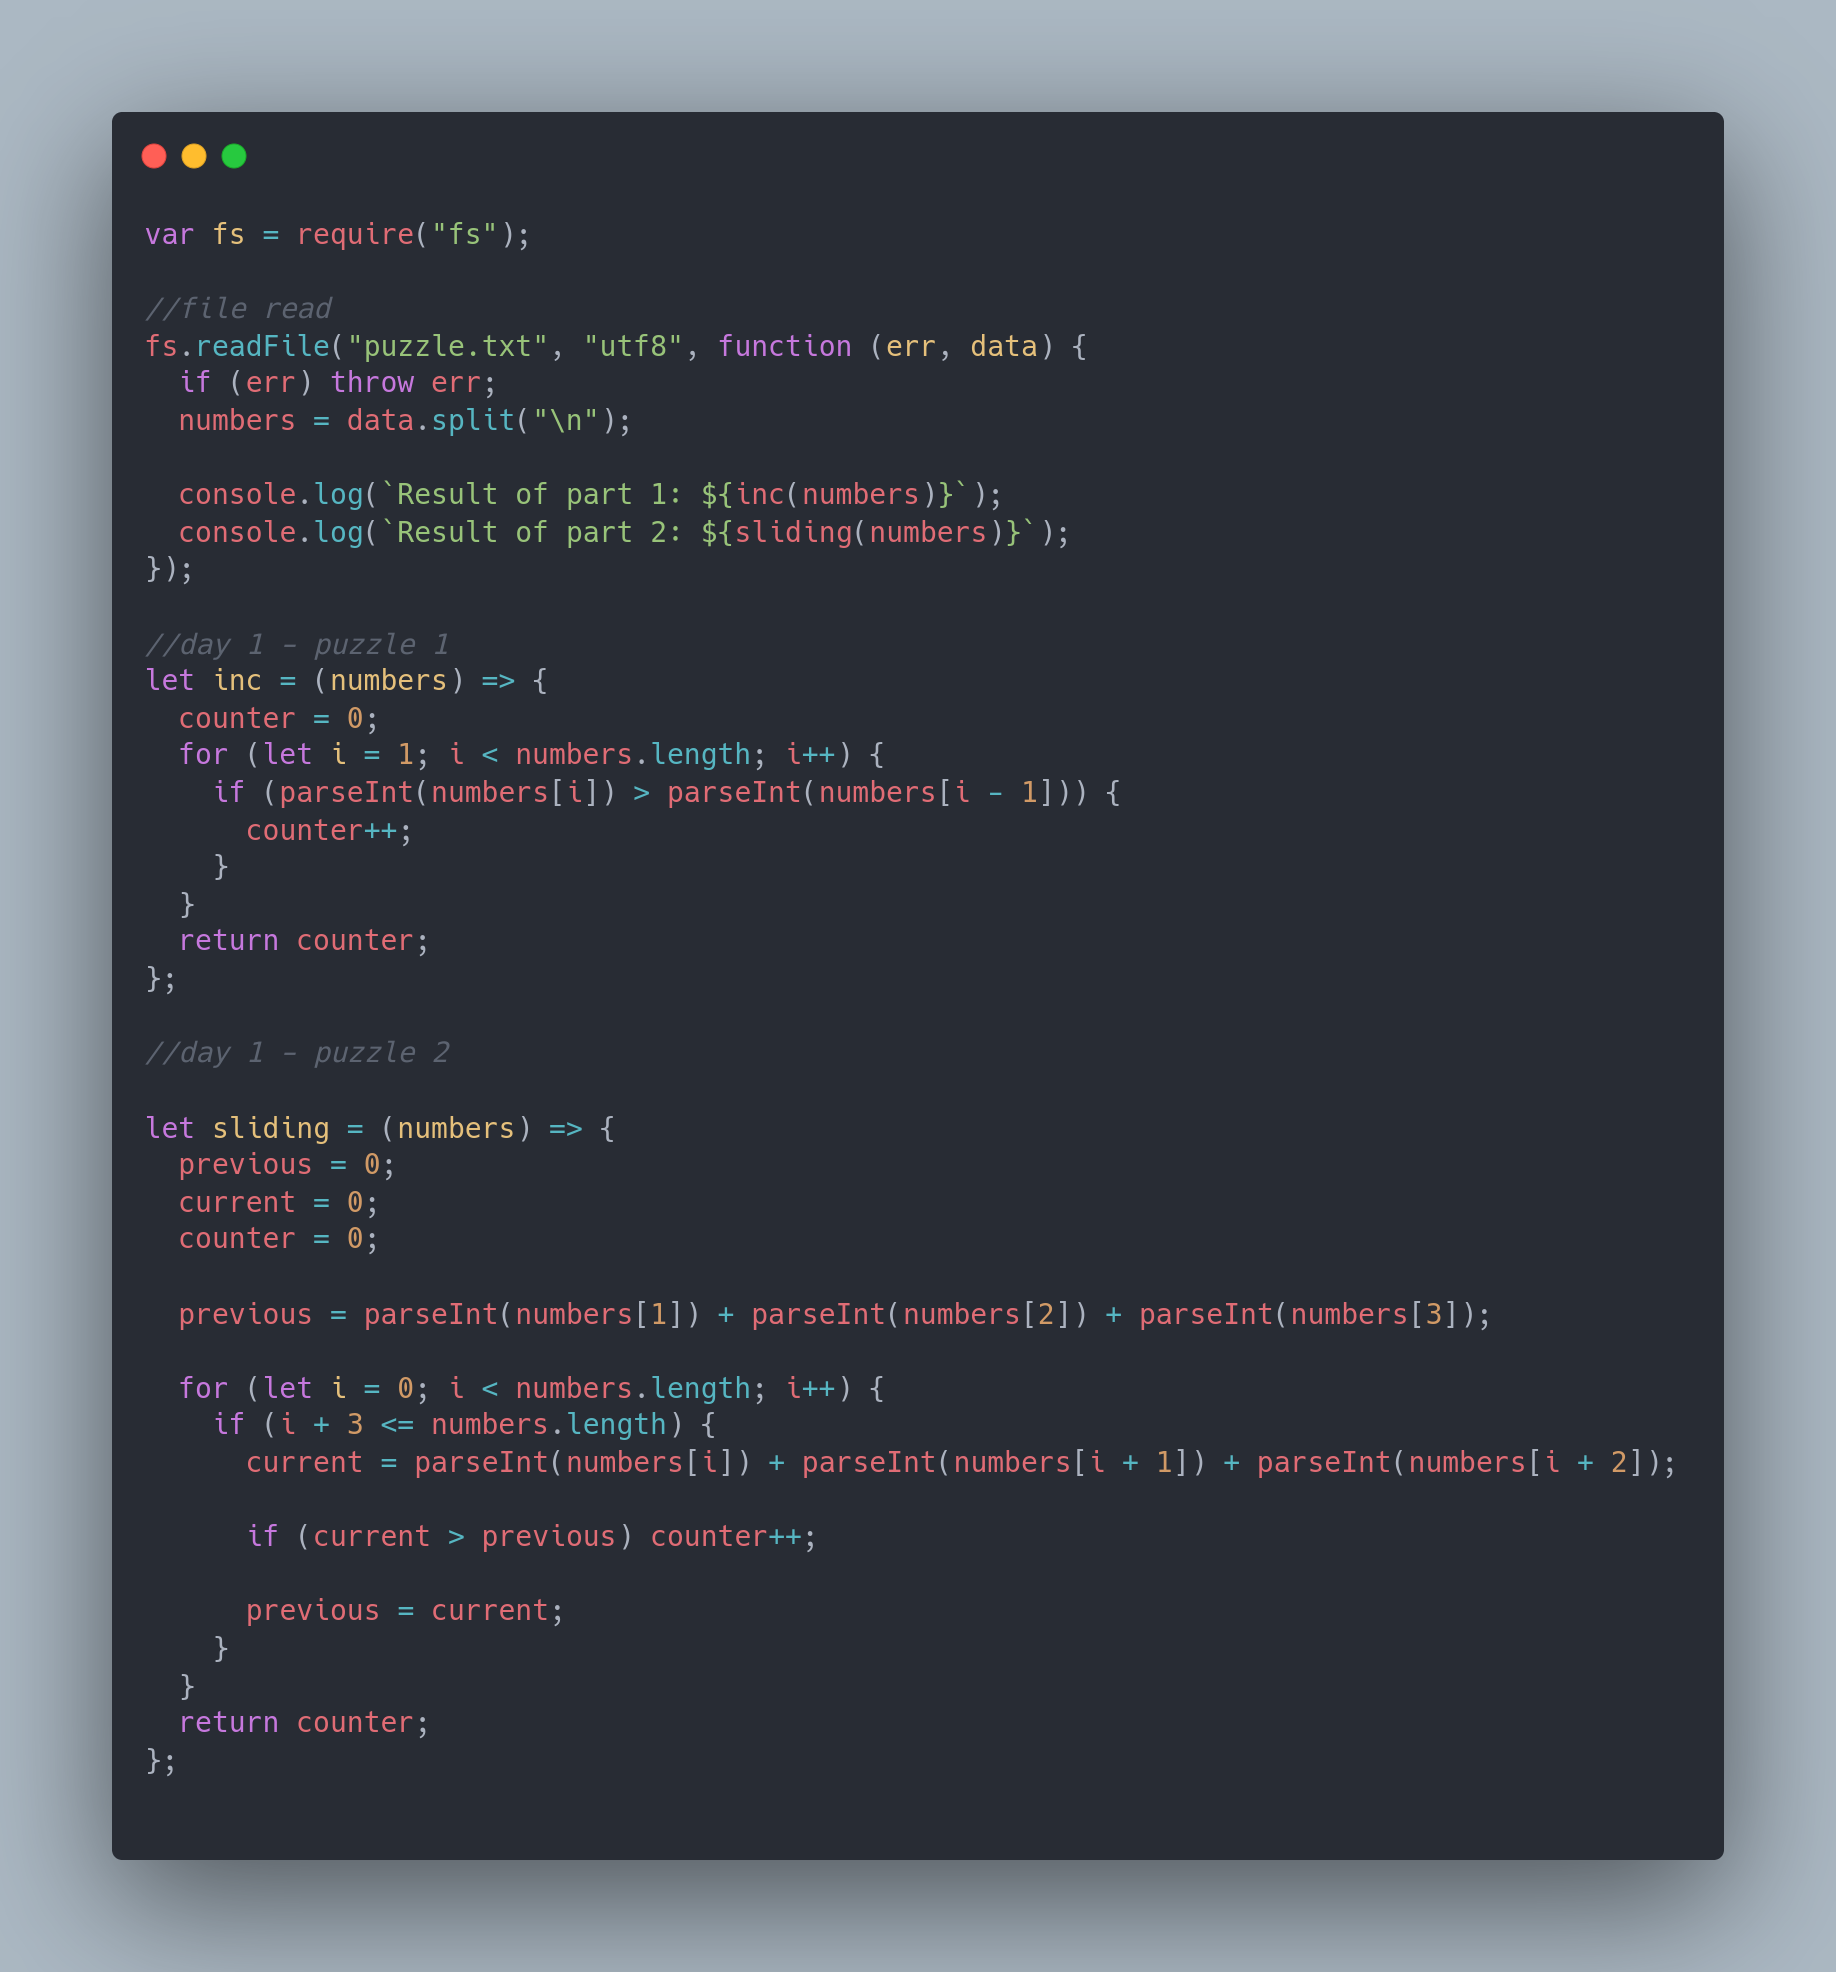 var fs = require("fs");

//file read
fs.readFile("puzzle.txt", "utf8", function (err, data) {
  if (err) throw err;
  numbers = data.split("\n");

  console.log(`Result of part 1: ${inc(numbers)}`);
  console.log(`Result of part 2: ${sliding(numbers)}`);
});

//day 1 - puzzle 1
let inc = (numbers) => {
  counter = 0;
  for (let i = 1; i < numbers.length; i++) {
    if (parseInt(numbers[i]) > parseInt(numbers[i - 1])) {
      counter++;
    }
  }
  return counter;
};

//day 1 - puzzle 2

let sliding = (numbers) => {
  previous = 0;
  current = 0;
  counter = 0;

  previous = parseInt(numbers[1]) + parseInt(numbers[2]) + parseInt(numbers[3]);

  for (let i = 0; i < numbers.length; i++) {
    if (i + 3 <= numbers.length) {
      current = parseInt(numbers[i]) + parseInt(numbers[i + 1]) + parseInt(numbers[i + 2]);

      if (current > previous) counter++;

      previous = current;
    }
  }
  return counter;
};